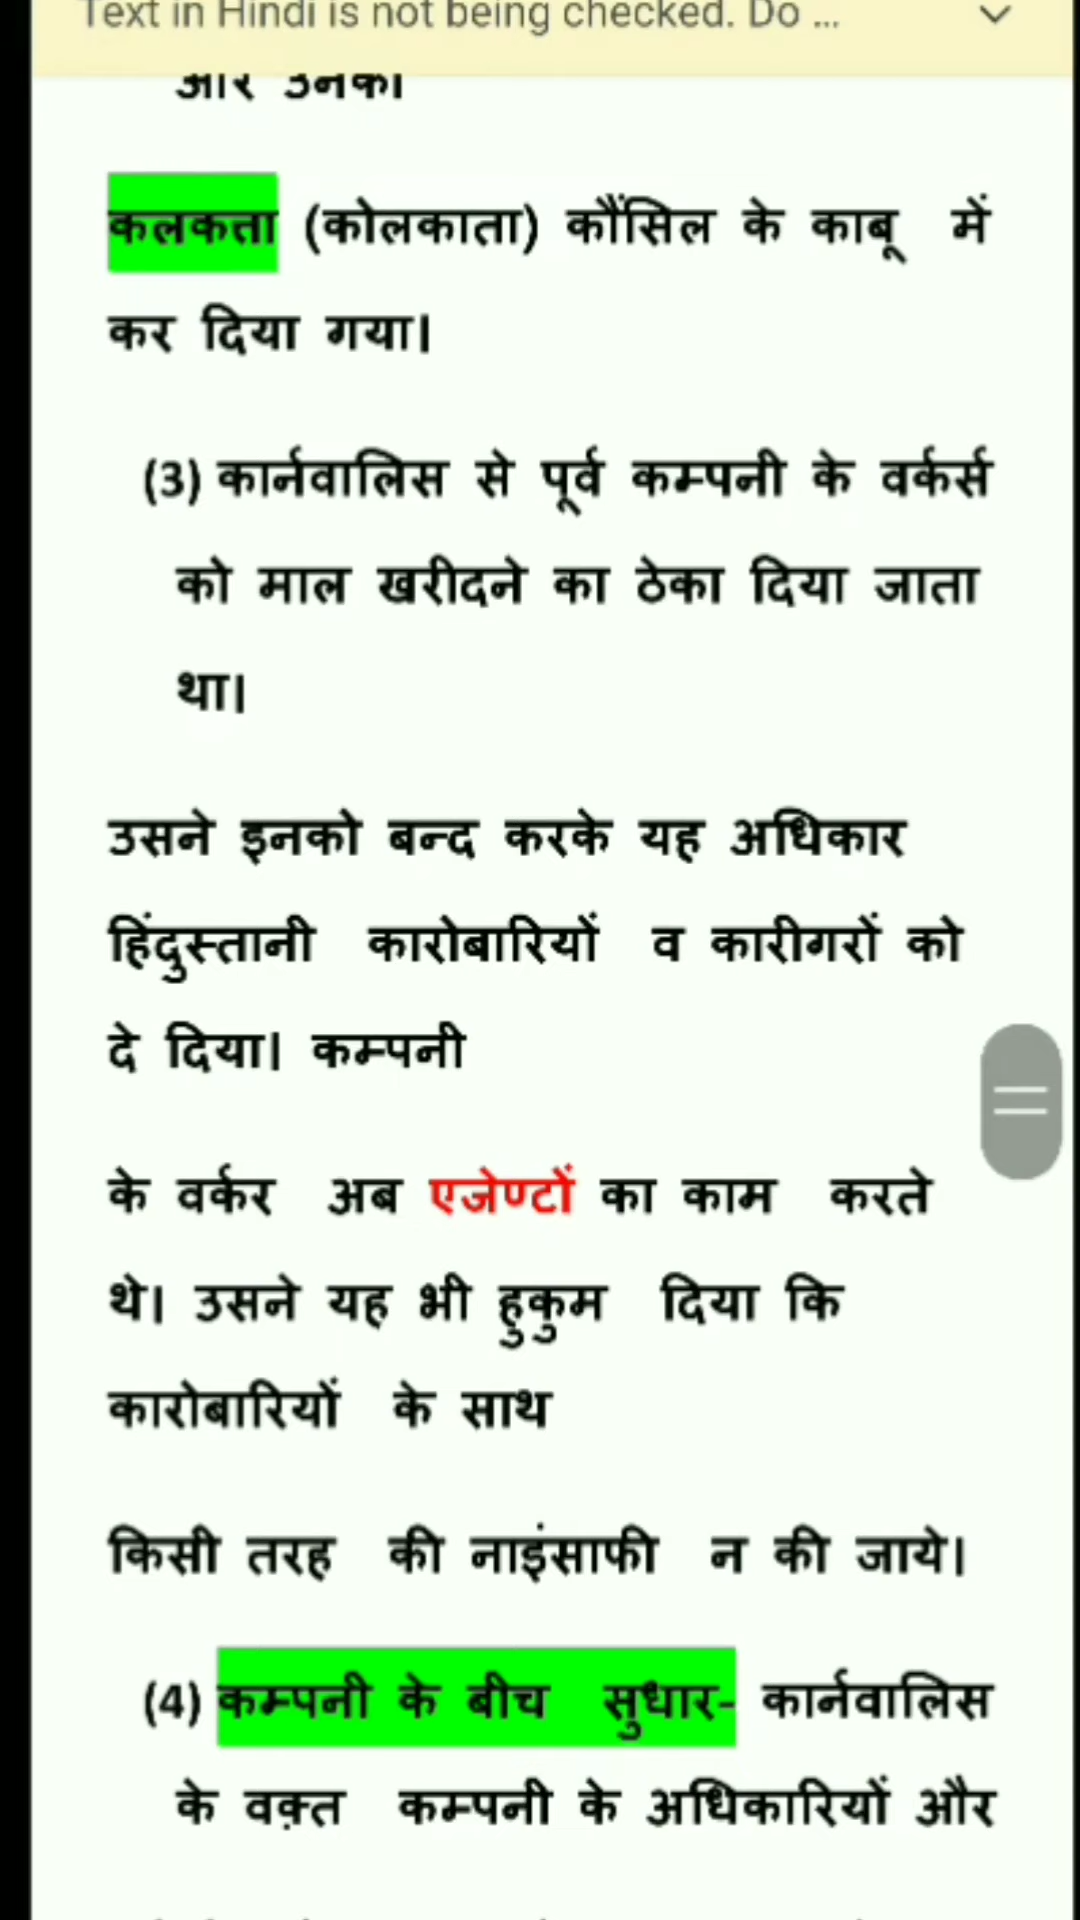 Text in Hindi is not being checked. Do ...
और उनको
कलकत्ता (कोलकाता) कौंसिल के काबू में
कर दिया गया।
(3) कार्नवालिस से पूर्व कम्पनी के वर्कर्स
को माल खरीदने का ठेका दिया जाता
था।
उसने इनको बन्द करके यह अधिकार
हिंदुस्तानी कारोबारियों व कारीगरों को
दे दिया। कम्पनी
के वर्कर अब एजेण्टों का काम करते
थे। उसने यह भी हुकुम दिया कि
कारोबारियों के साथ
किसी तरह की नाइंसाफी न की जाये।
(4) कम्पनी के बीच सुधार- कार्नवालिस
के वक़्त कम्पनी के अधिकारियों और